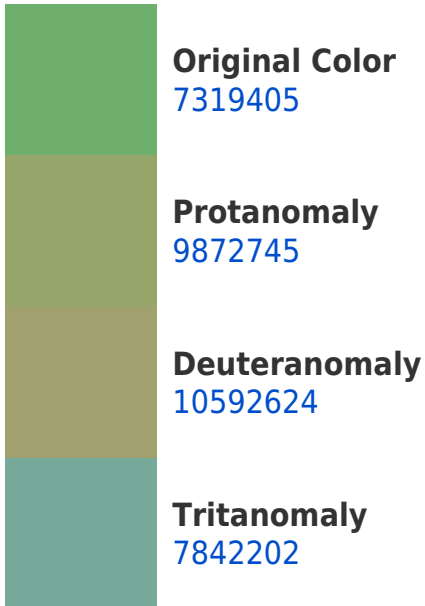 Original Color
7319405
Protanomaly
9872745
Deuteranomaly
10592624
Tritanomaly
7842202